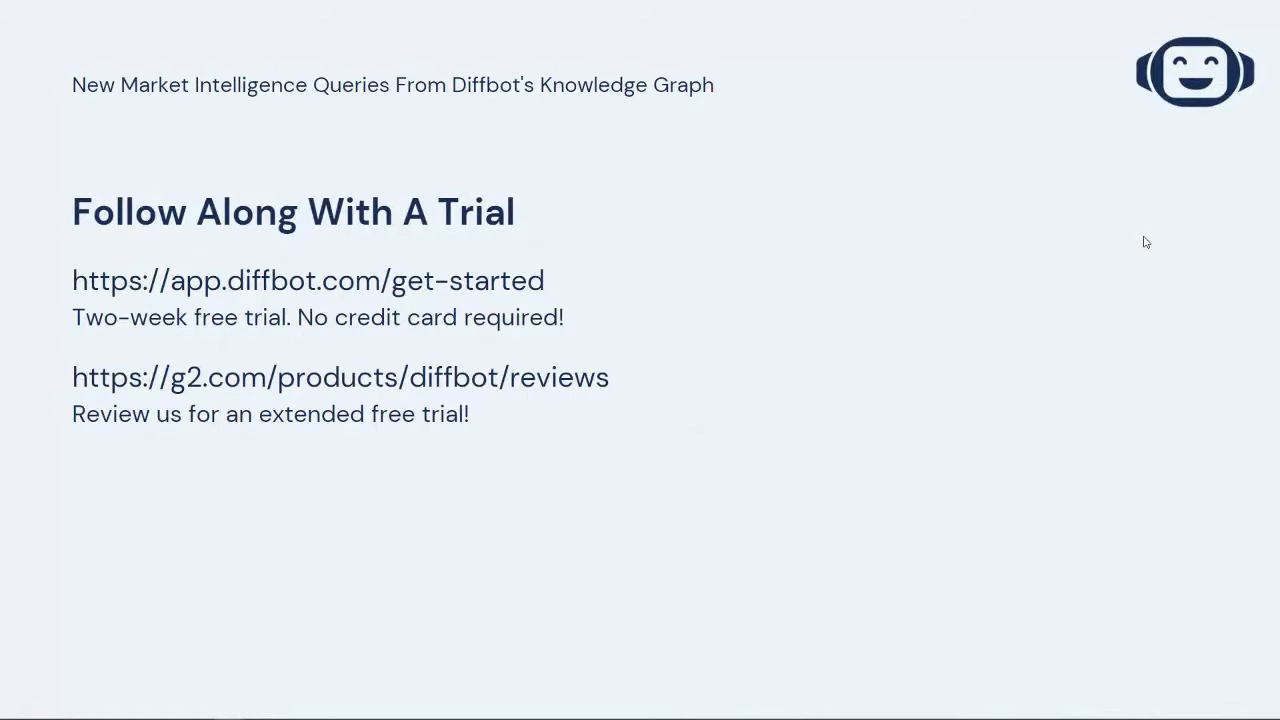 New Market Intelligence Queries From Diffbot's Knowledge Graph
Follow Along With A Trial
https://app.diffbot.com/get-started
Two-week free trial. No credit card required!
https://g2.com/products/diffbot/reviews
Review us for an extended free trial!